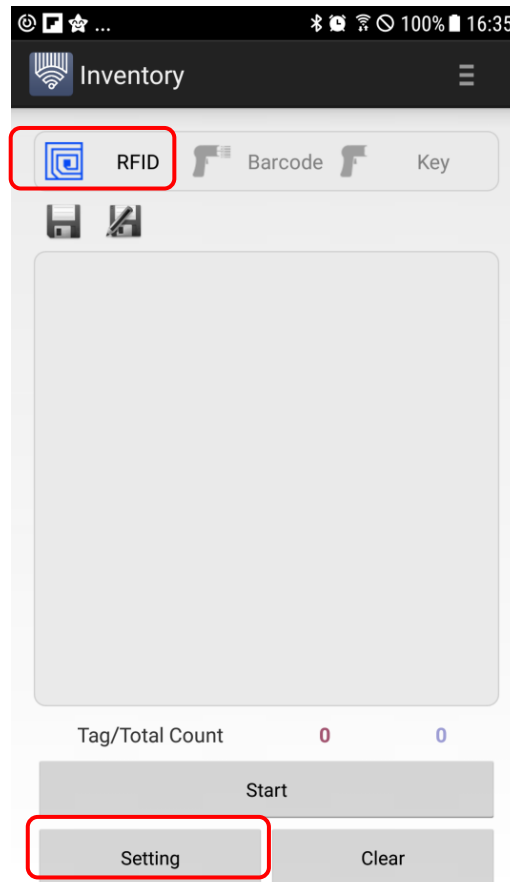 ... 100% 16:35
Inventory
RFID Barcode Key
Tag/Total Count 0 0
Start
Setting Clear